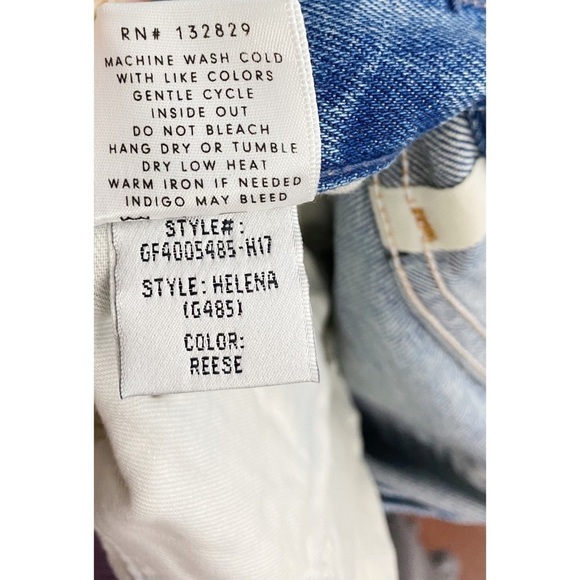 RN# 132829
MACHINE WASH COLD
WITH LIKE COLORS
GENTLE CYCLE
INSIDE OUT
DO NOT BLEACH
HANG DRY OR TUMBLE
DRY LOW HEAT
WARM IRON IF NEEDED
INDIGO MAY BLEED
STYLE#:
GF4005485-H17
STYLE: HELENA
(G485)
COLOR:
REESE